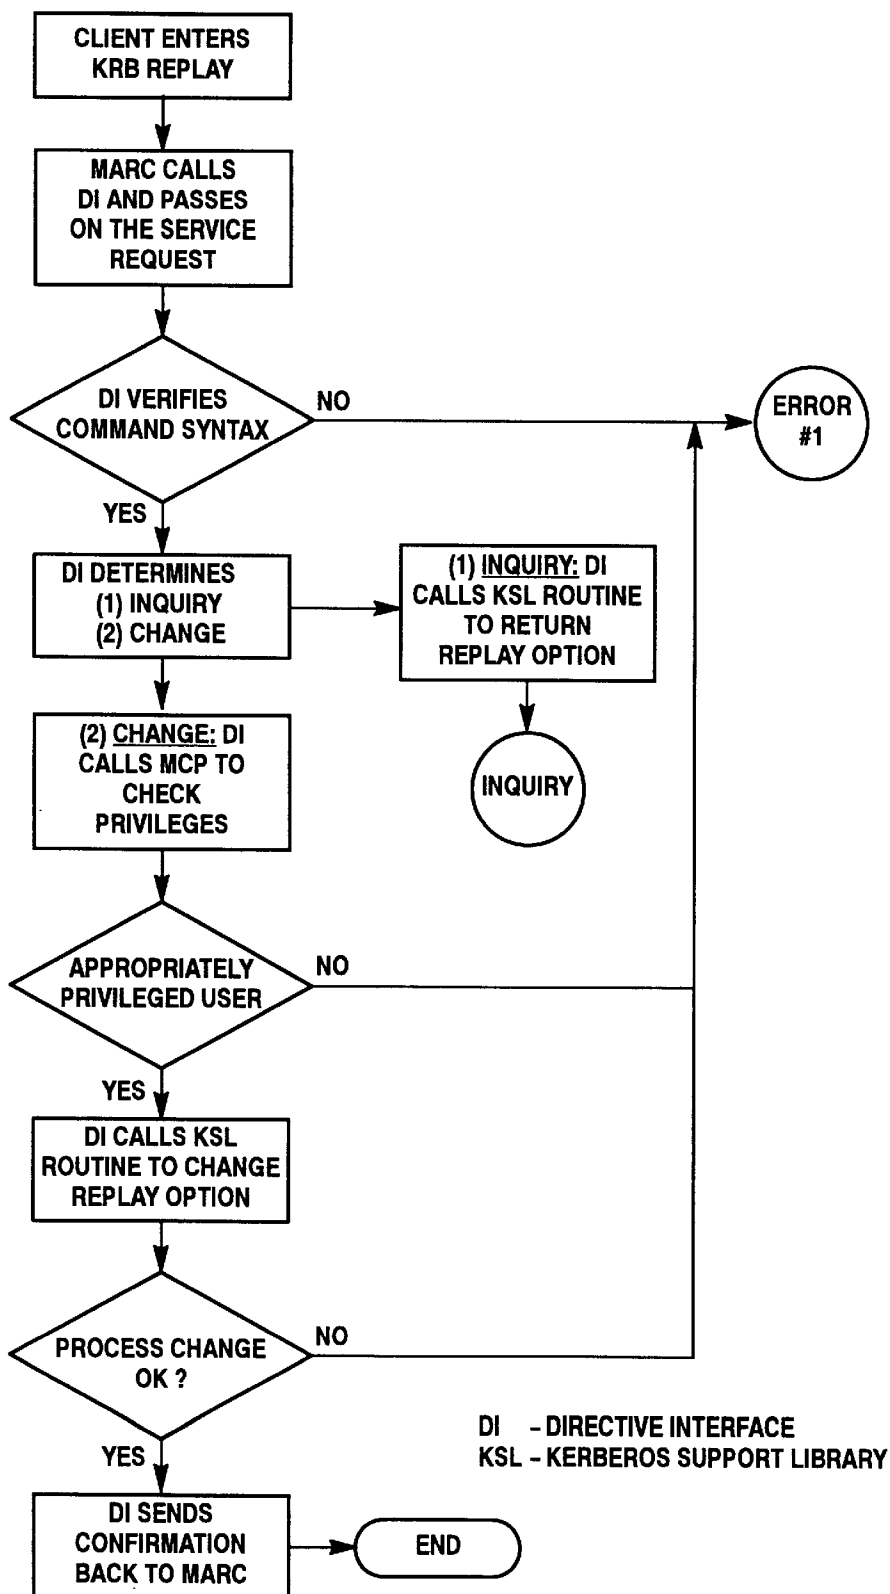 CLIENT ENTERS
KRB REPLAY
MARC CALLS
DI AND PASSES
ON THE SERVICE
REQUEST
DI VERIFIES
COMMAND SYNTAX
NO
ERROR
#1
YES
DI DETERMINES
(1) INQUIRY
(2) CHANGE
(1) INQUIRY: DI
CALLS KSL ROUTINE
TO RETURN
REPLAY OPTION
INQUIRY
(2) CHANGE: DI
CALLS MCP TO
CHECK
PRIVILEGES
APPROPRIATELY
PRIVILEGED USER
NO
YES
DI CALLS KSL
ROUTINE TO CHANGE
REPLAY OPTION
PROCESS CHANGE
OK ?
NO
YES
DI - DIRECTIVE INTERFACE
KSL - KERBEROS SUPPORT LIBRARY
DI SENDS
CONFIRMATION
BACK TO MARC
END